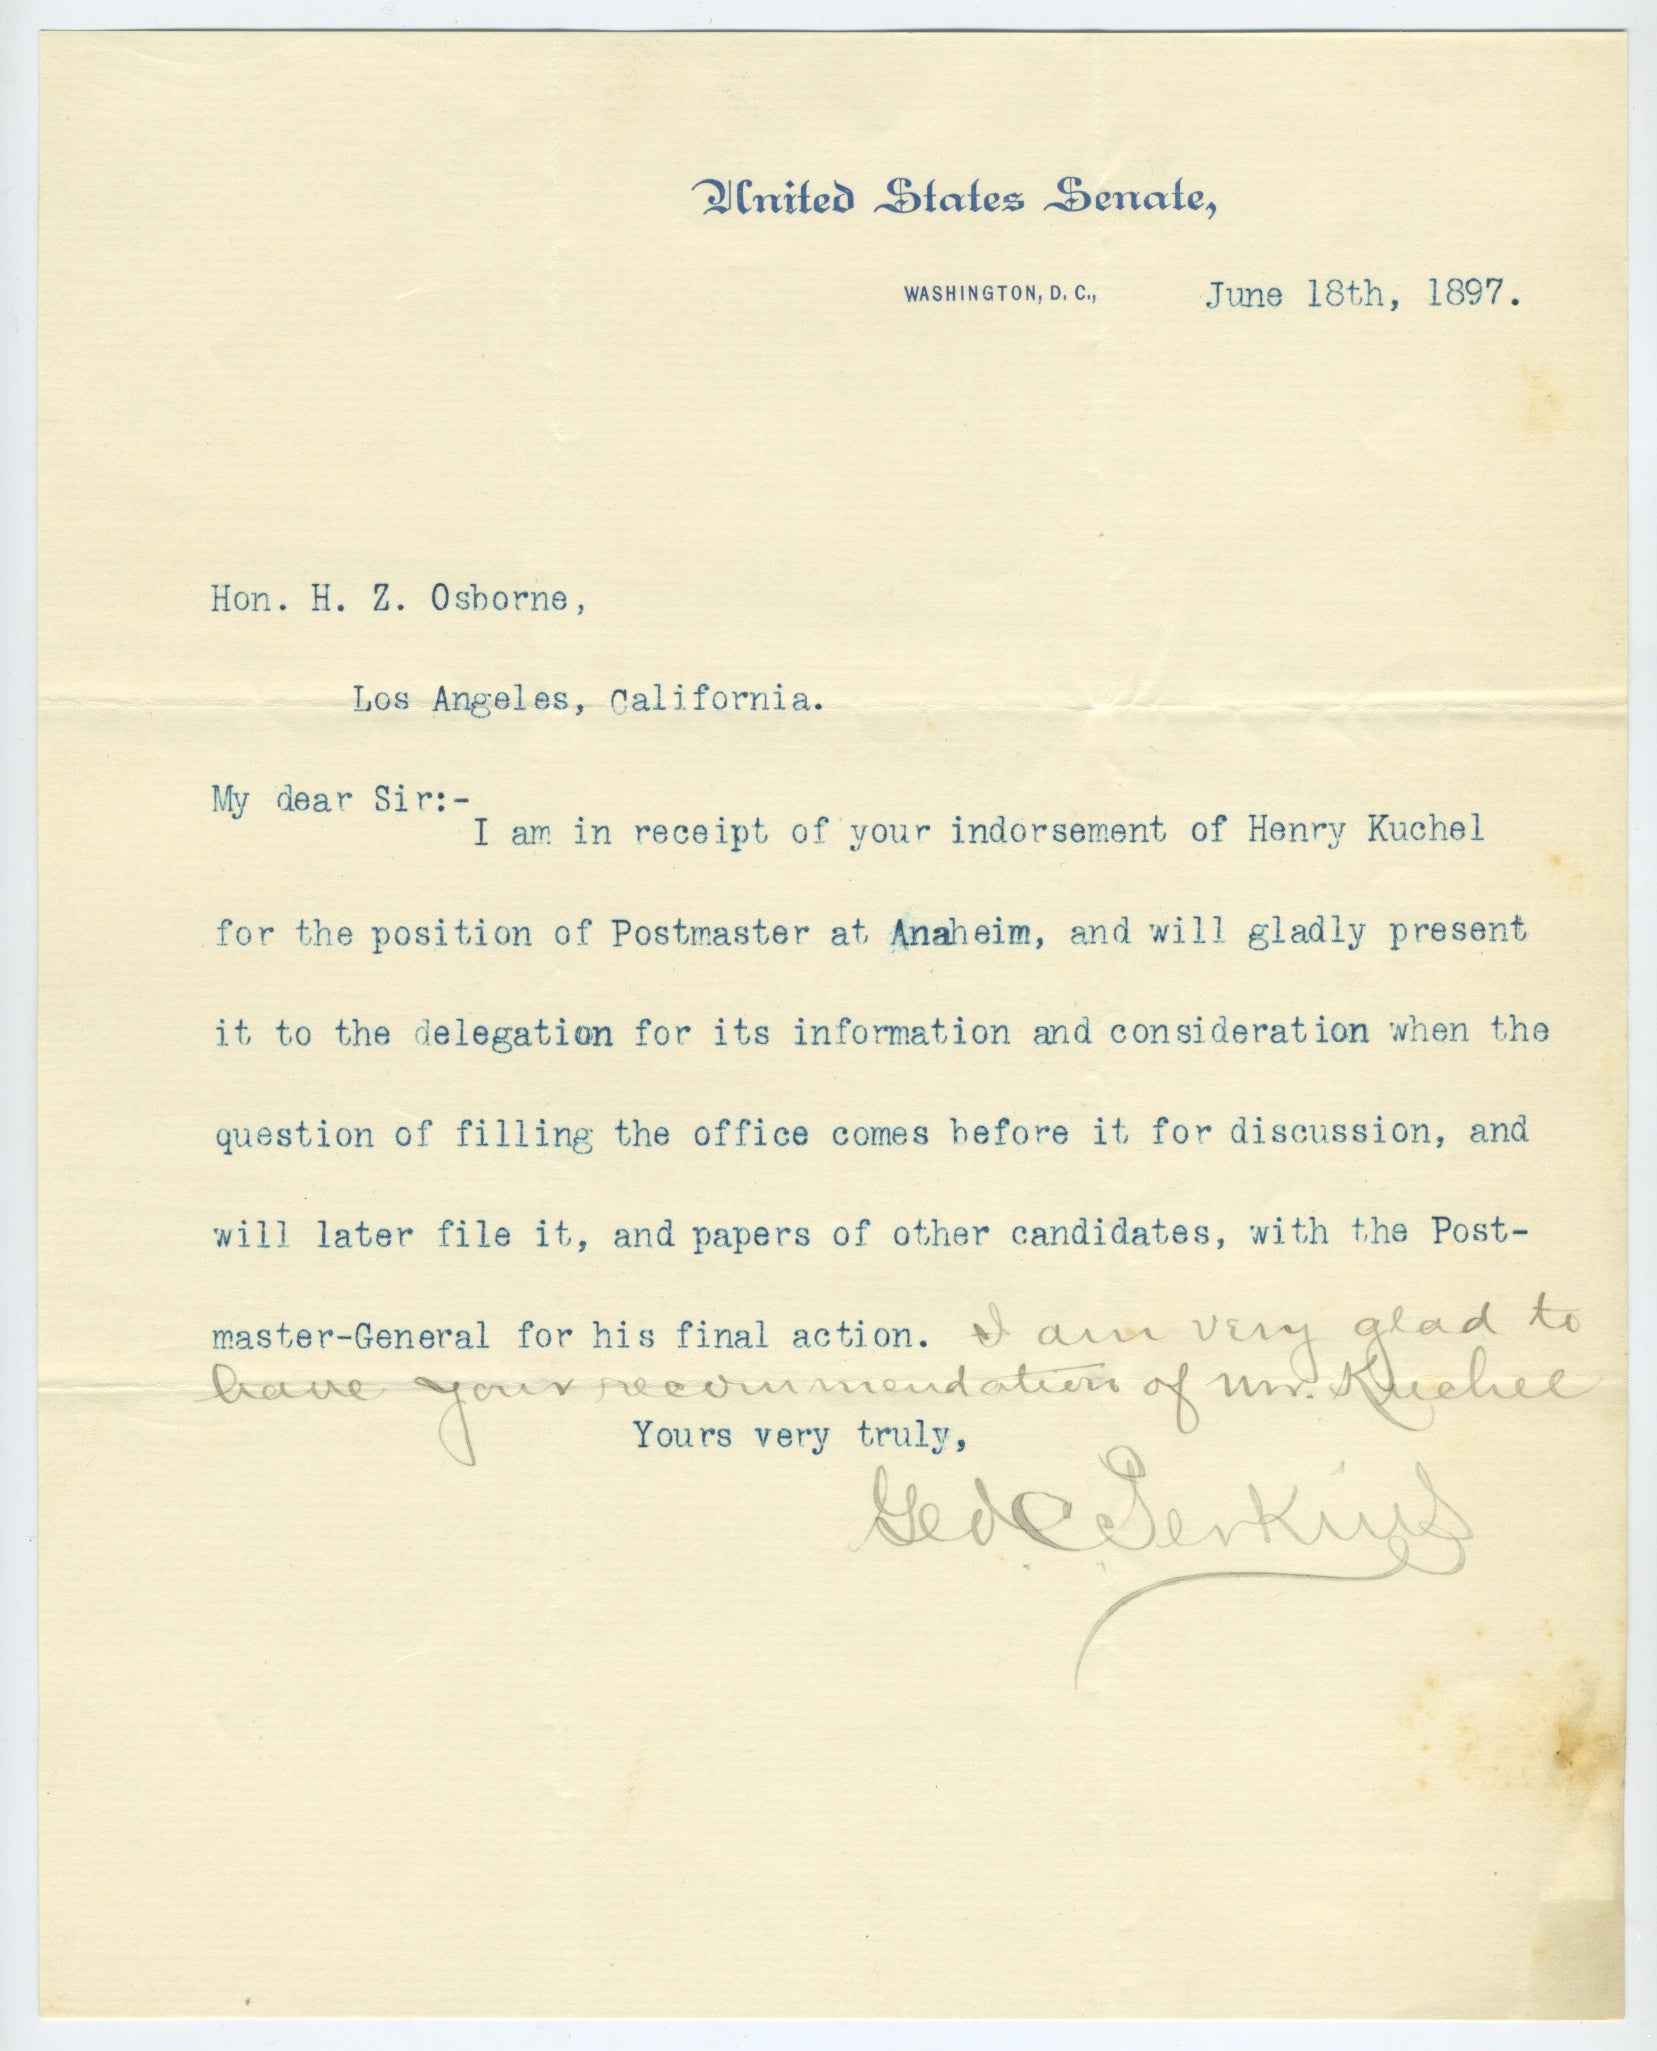 United States Senate,
WASHINGTON, D. C., June 18th, 1897.
Hon. H. Z. Osborne,
Los Angeles, California.
My dear Sir:-
I am in receipt of your indorsement of Henry Kuchel
for the position of Postmaster at Anaheim, and will gladly present
it to the delegation for its information and consideration when the
question of filling the office comes before it for discussion, and
will later file it, and papers of other candidates, with the Post-
master-General for his final action. I am very glad to
have your recommendation of Mr. Kuchel
Yours very truly,
Geo C Perkins